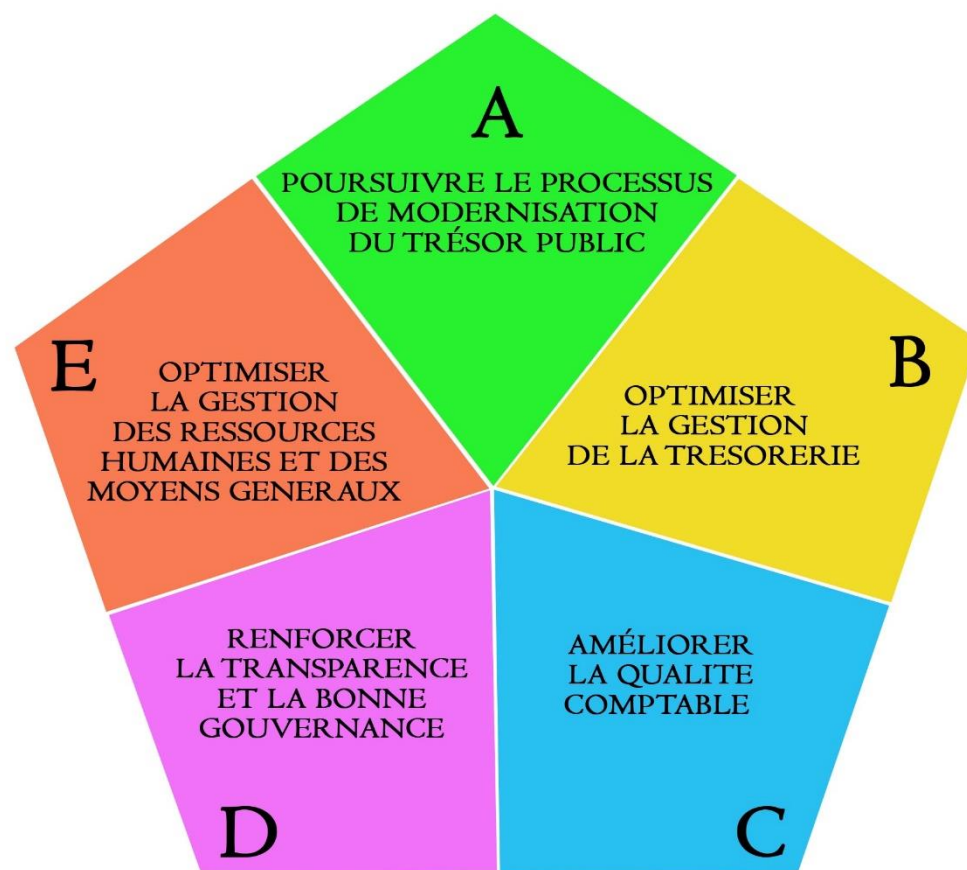 A
POURSUIVRE LE PROCESSUS
DE MODERNISATION
DU TRÉSOR PUBLIC
B
OPTIMISER
LA GESTION
DE LA TRESORERIE
C
AMÉLIORER
LA QUALITE
COMPTABLE
D
RENFORCER
LA TRANSPARENCE
ET LA BONNE
GOUVERNANCE
E
OPTIMISER
LA GESTION
DES RESSOURCES
HUMAINES ET DES
MOYENS GENERAUX